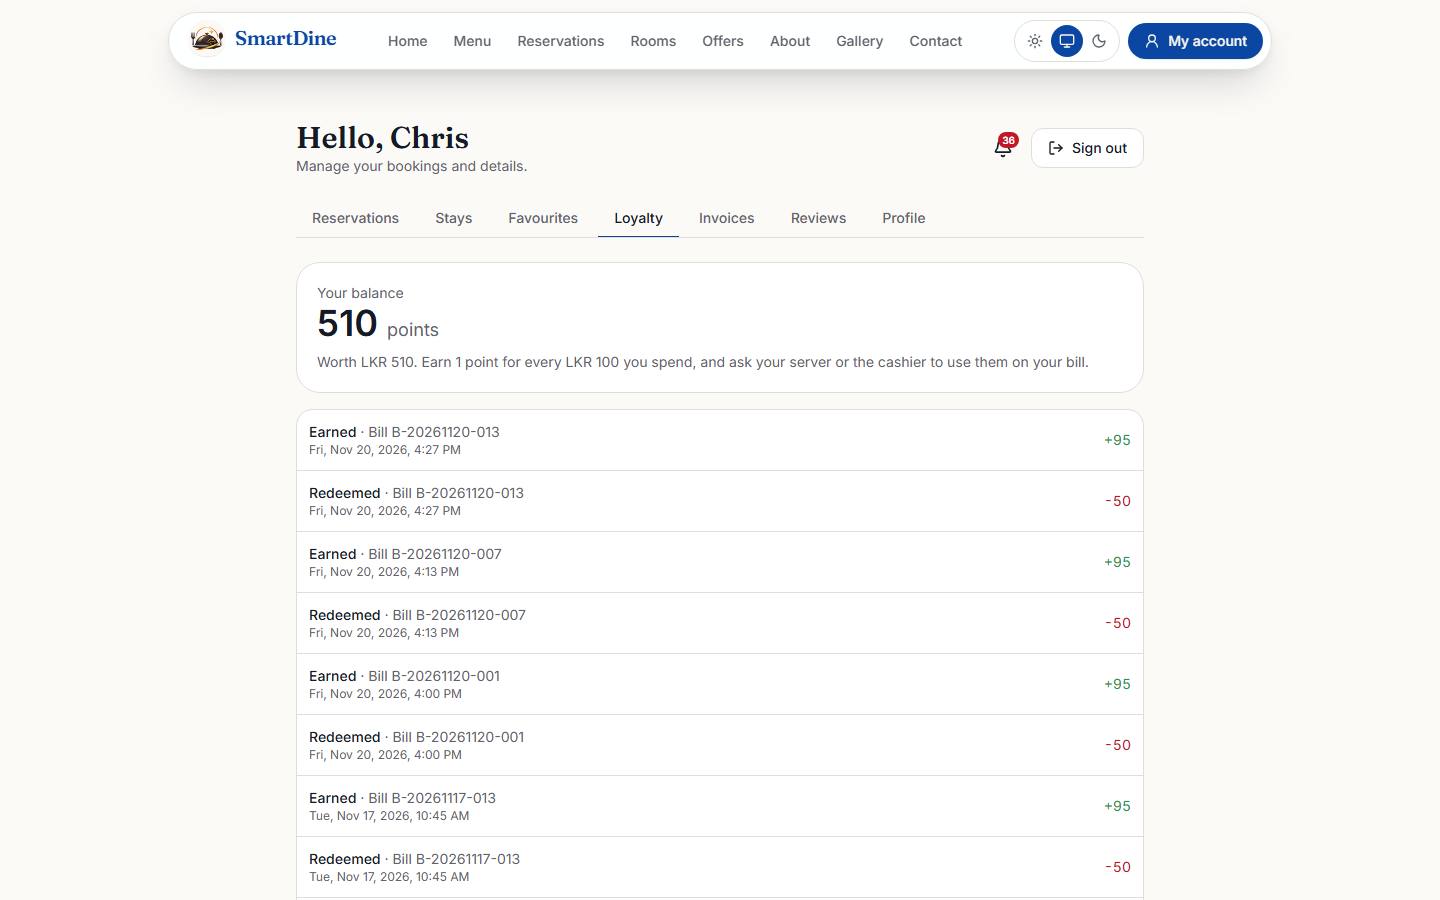 SmartDine
Home Menu Reservations Rooms Offers About Gallery Contact
My account
Hello, Chris
Manage your bookings and details.
36
Sign out
Reservations Stays Favourites Loyalty Invoices Reviews Profile
Your balance
510 points
Worth LKR 510. Earn 1 point for every LKR 100 you spend, and ask your server or the cashier to use them on your bill.
Earned · Bill B-20261120-013
Fri, Nov 20, 2026, 4:27 PM
+95
Redeemed · Bill B-20261120-013
Fri, Nov 20, 2026, 4:27 PM
-50
Earned · Bill B-20261120-007
Fri, Nov 20, 2026, 4:13 PM
+95
Redeemed · Bill B-20261120-007
Fri, Nov 20, 2026, 4:13 PM
-50
Earned · Bill B-20261120-001
Fri, Nov 20, 2026, 4:00 PM
+95
Redeemed · Bill B-20261120-001
Fri, Nov 20, 2026, 4:00 PM
-50
Earned · Bill B-20261117-013
Tue, Nov 17, 2026, 10:45 AM
+95
Redeemed · Bill B-20261117-013
Tue, Nov 17, 2026, 10:45 AM
-50